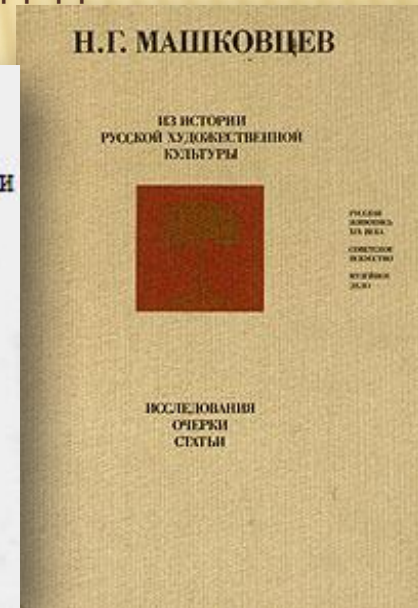 Н.Г. МАШКОВЦЕВ
ИЗ ИСТОРИИ
РУССКОЙ ХУДОЖЕСТВЕННОЙ
КУЛЬТУРЫ
РУССКАЯ
ЖИВОПИСЬ
XIX ВЕКА
СОВЕТСКОЕ
ИСКУССТВО
МУЗЕЙНОЕ
ДЕЛО
ИССЛЕДОВАНИЯ
ОЧЕРКИ
СТАТЬИ
и